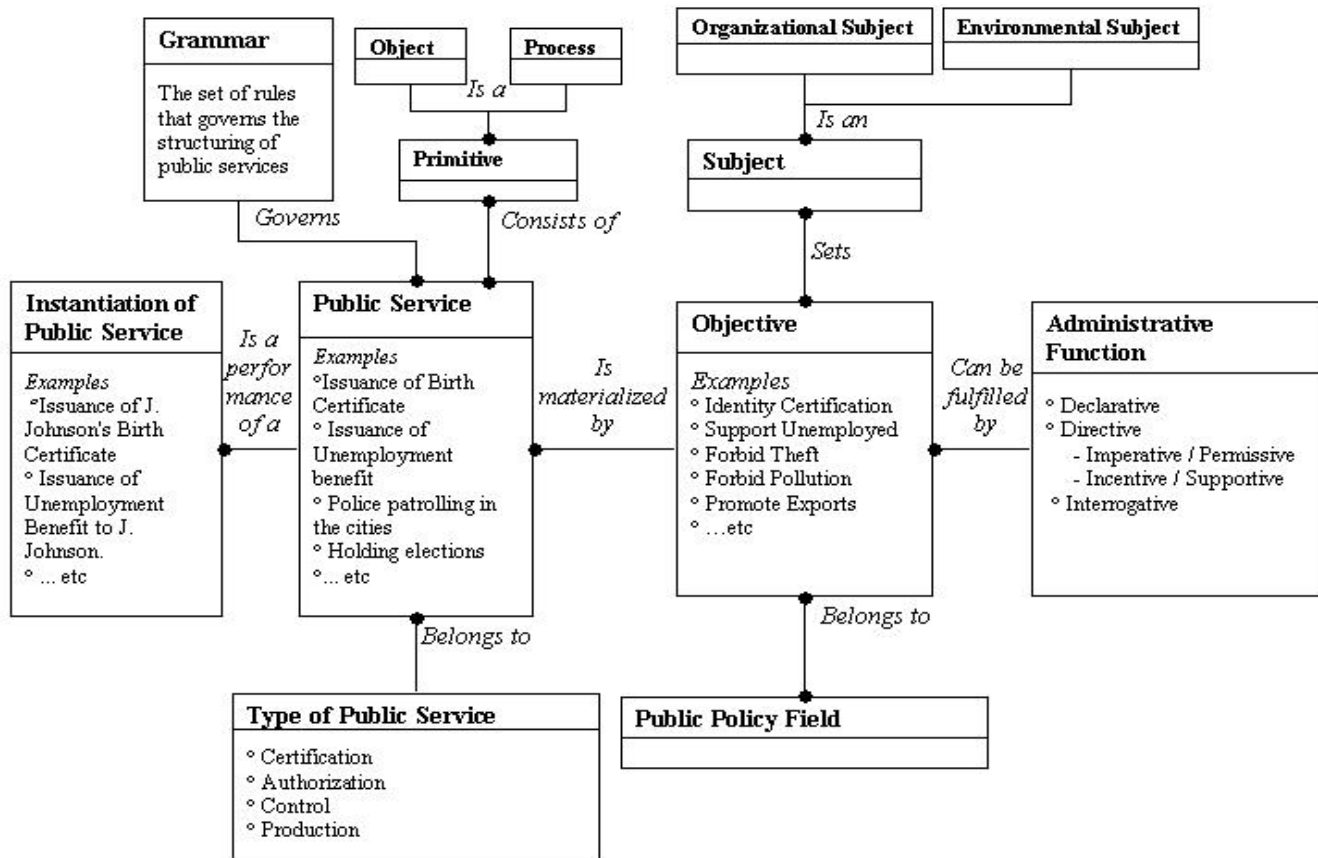 Grammar
The set of rules
that governs the
structuring of
public services
Object
Process
Is a
Primitive
Organizational Subject
Environmental Subject
Is an
Subject
Governs
Consists of
Sets
Instantiation of
Public Service
Examples
°Issuance of J.
Johnson's Birth
Certificate
° Issuance of
Unemployment
Benefit to J.
Johnson.
° ... etc
Is a
perfor
mance
of a
Public Service
Examples
°Issuance of Birth
Certificate
° Issuance of
Unemployment
benefit
° Police patrolling in
the cities
° Holding elections
°... etc
Is
materialized
by
Objective
Examples
° Identity Certification
° Support Unemployed
° Forbid Theft
° Forbid Pollution
° Promote Exports
° ...etc
Can be
fulfilled
by
Administrative
Function
° Declarative
° Directive
- Imperative / Permissive
- Incentive / Supportive
° Interrogative
Belongs to
Belongs to
Type of Public Service
° Certification
° Authorization
° Control
° Production
Public Policy Field